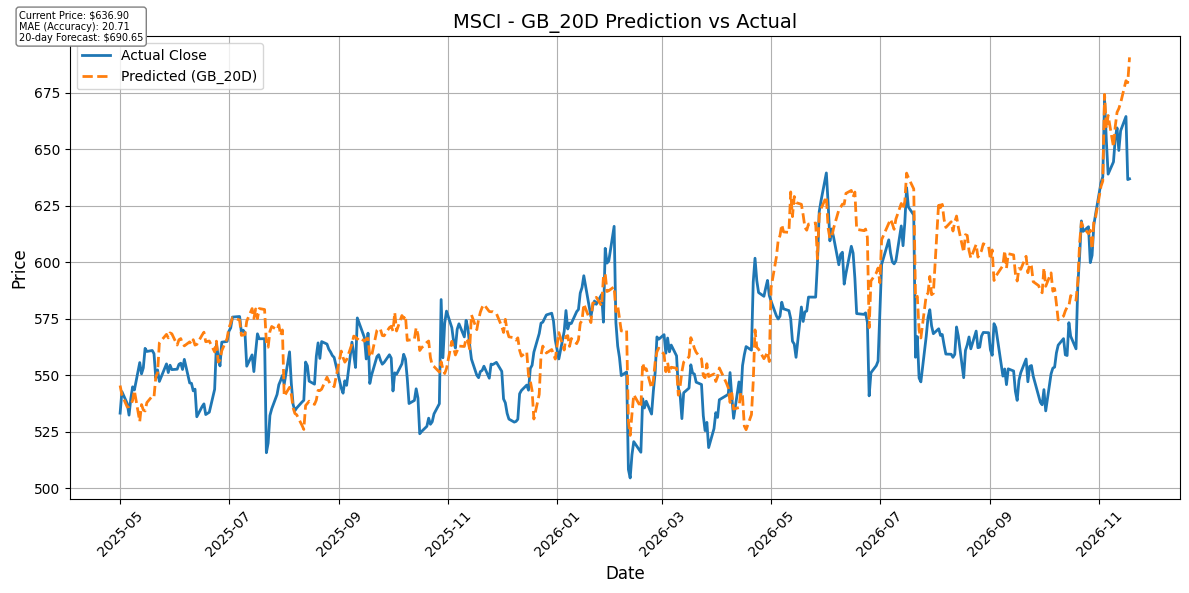 MSCI - GB_20D Prediction vs Actual
Current Price: $636.90
MAE (Accuracy): 20.71
20-day Forecast: $690.65
Actual Close
Predicted (GB_20D)
Price
675
650
625
600
575
550
525
500
2025-05
2025-07
2025-09
2025-11
2026-01
2026-03
2026-05
2026-07
2026-09
2026-11
Date